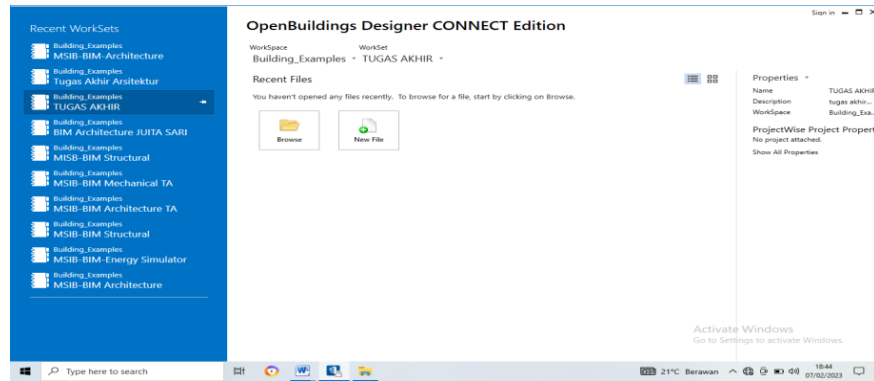 Sign in
Recent WorkSets
Building_Examples
MSIB-BIM-Architecture
Building_Examples
Tugas Akhir Arsitektur
Building_Examples
TUGAS AKHIR
Building_Examples
BIM Architecture JUITA SARI
Building_Examples
MISB-BIM Structural
Building_Examples
MSIB-BIM Mechanical TA
Building_Examples
MSIB-BIM Architecture TA
Building_Examples
MSIB-BIM Structural
Building_Examples
MSIB-BIM-Energy Simulator
Building_Examples
MSIB-BIM Architecture
OpenBuildings Designer CONNECT Edition
WorkSpace WorkSet
Building_Examples TUGAS AKHIR
Recent Files
You haven't opened any files recently. To browse for a file, start by clicking on Browse.
Browse New File
Properties
Name TUGAS AKHIR
Description tugas akhir...
WorkSpace Building_Exa..
ProjectWise Project Propert
No project attached.
Show All Properties
Activate Windows
Go to Settings to activate Windows.
Type here to search
21°C Berawan
18:44
07/02/2023